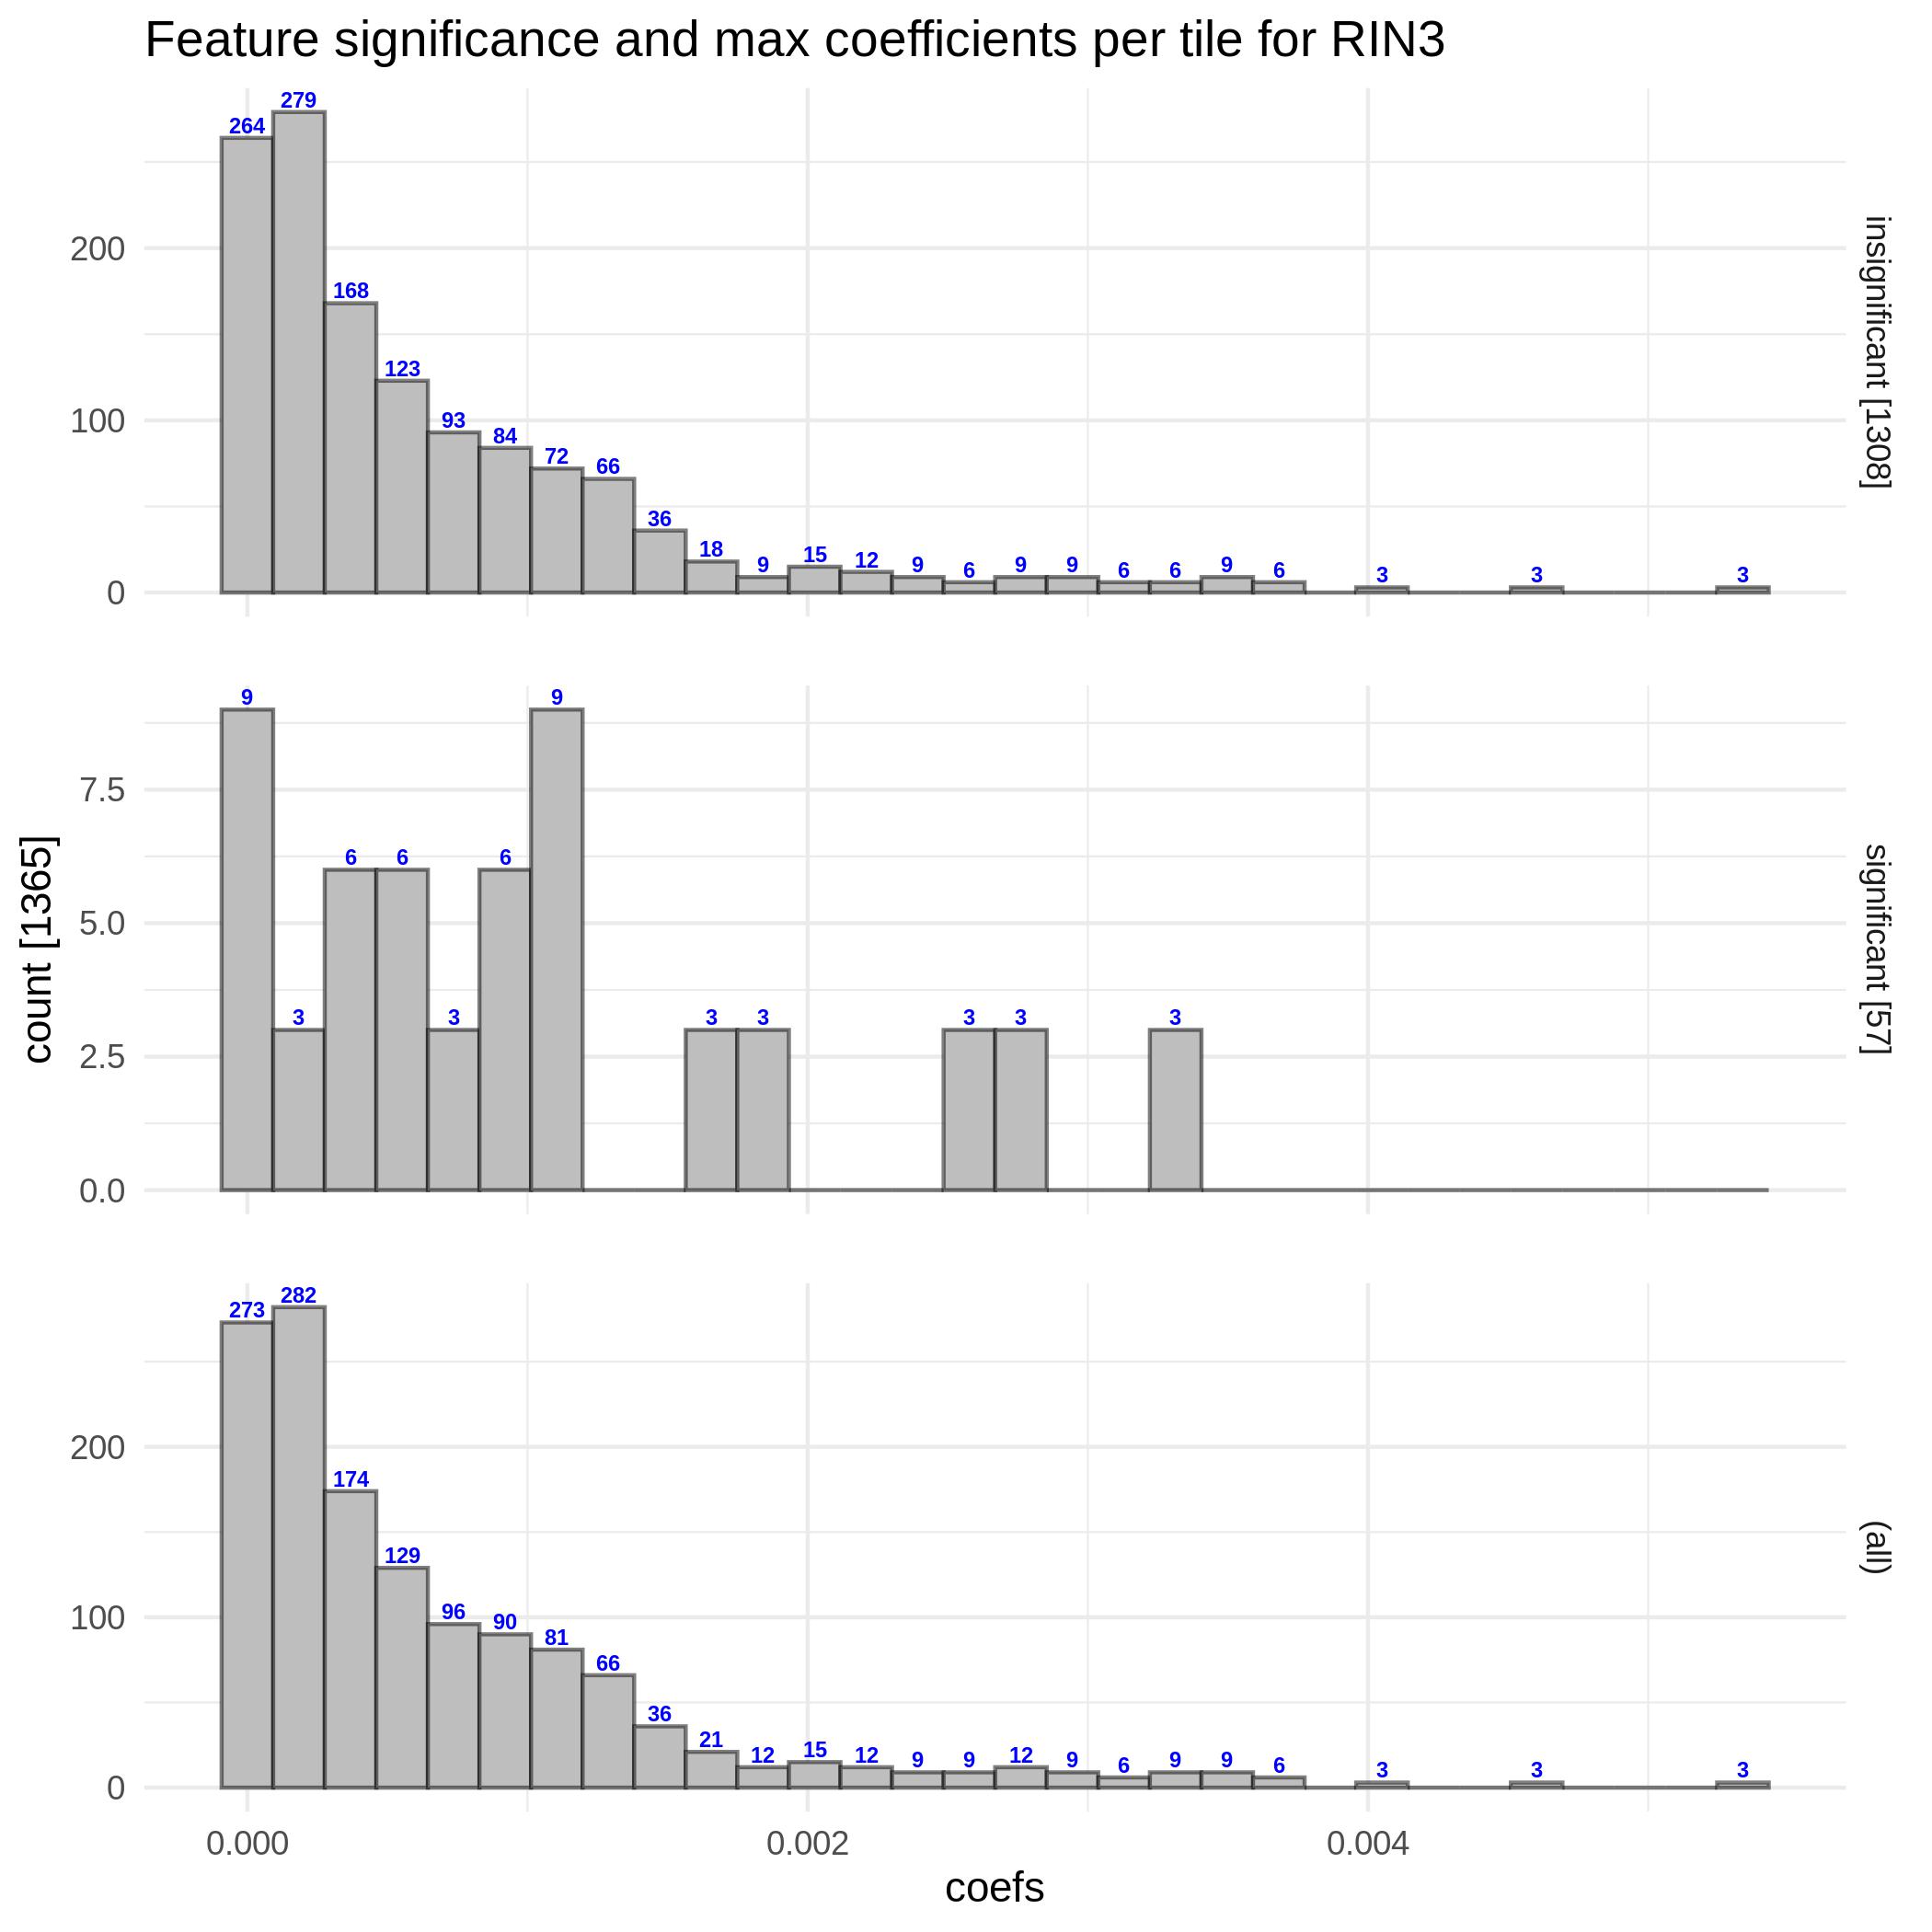 Feature significance and max coefficients per tile for RIN3
264 279 168 123 93 84 72 66 36 18 9 15 12 9 6 9 9 6 6 9 6 3 3 3
200
100
0
insignificant [1308]
9 3 6 6 3 6 9 3 3 3 3 3
7.5
5.0
2.5
0.0
count [1365]
significant [57]
273 282 174 129 96 90 81 66 36 21 12 15 12 9 9 12 9 6 9 9 6 3 3 3
200
100
0
(all)
0.000 0.002 0.004
coefs